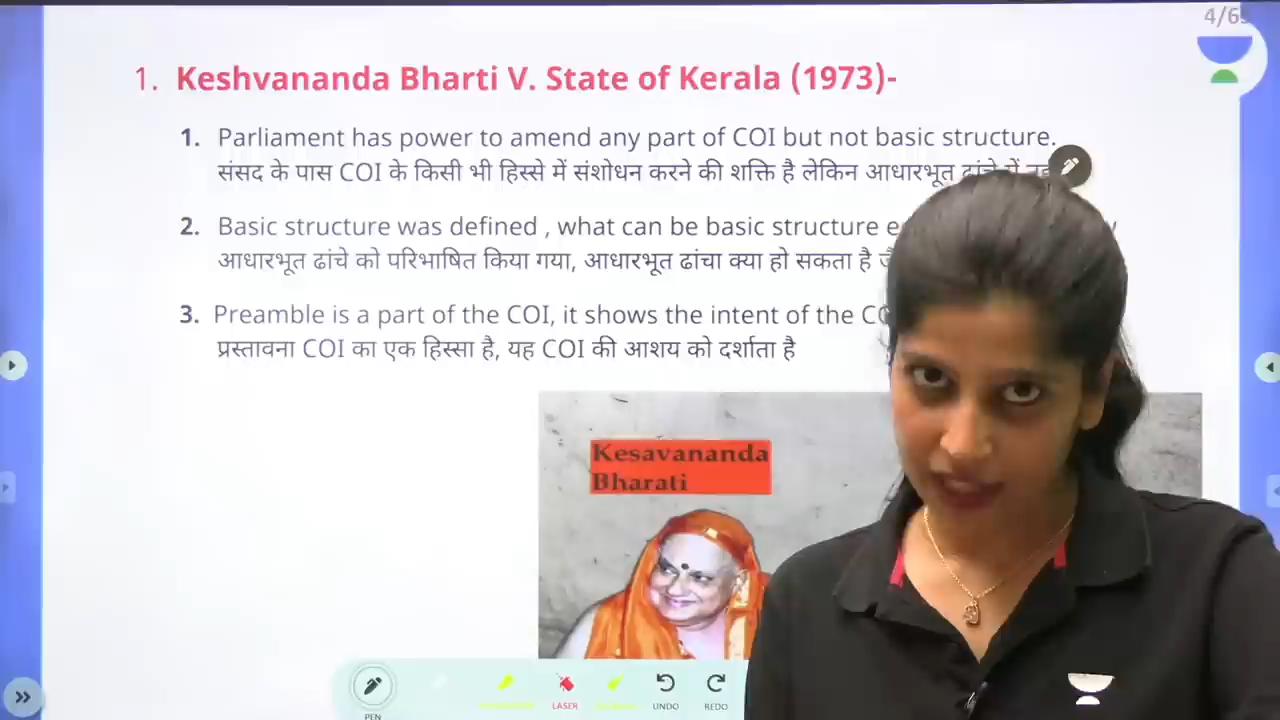 4/6
1. Keshvananda Bharti V. State of Kerala (1973)-
1. Parliament has power to amend any part of COI but not basic structure.
संसद के पास COI के किसी भी हिस्से में संशोधन करने की शक्ति है लेकिन आधारभूत ढांचे में
2. Basic structure was defined , what can be basic structure
आधारभूत ढांचे को परिभाषित किया गया, आधारभूत ढांचा क्या हो सकता है
3. Preamble is a part of the COI, it shows the intent of the
प्रस्तावना COI का एक हिस्सा है, यह COI की आशय को दर्शाता है
Kesavananda
Bharati
PEN LASER UNDO REDO